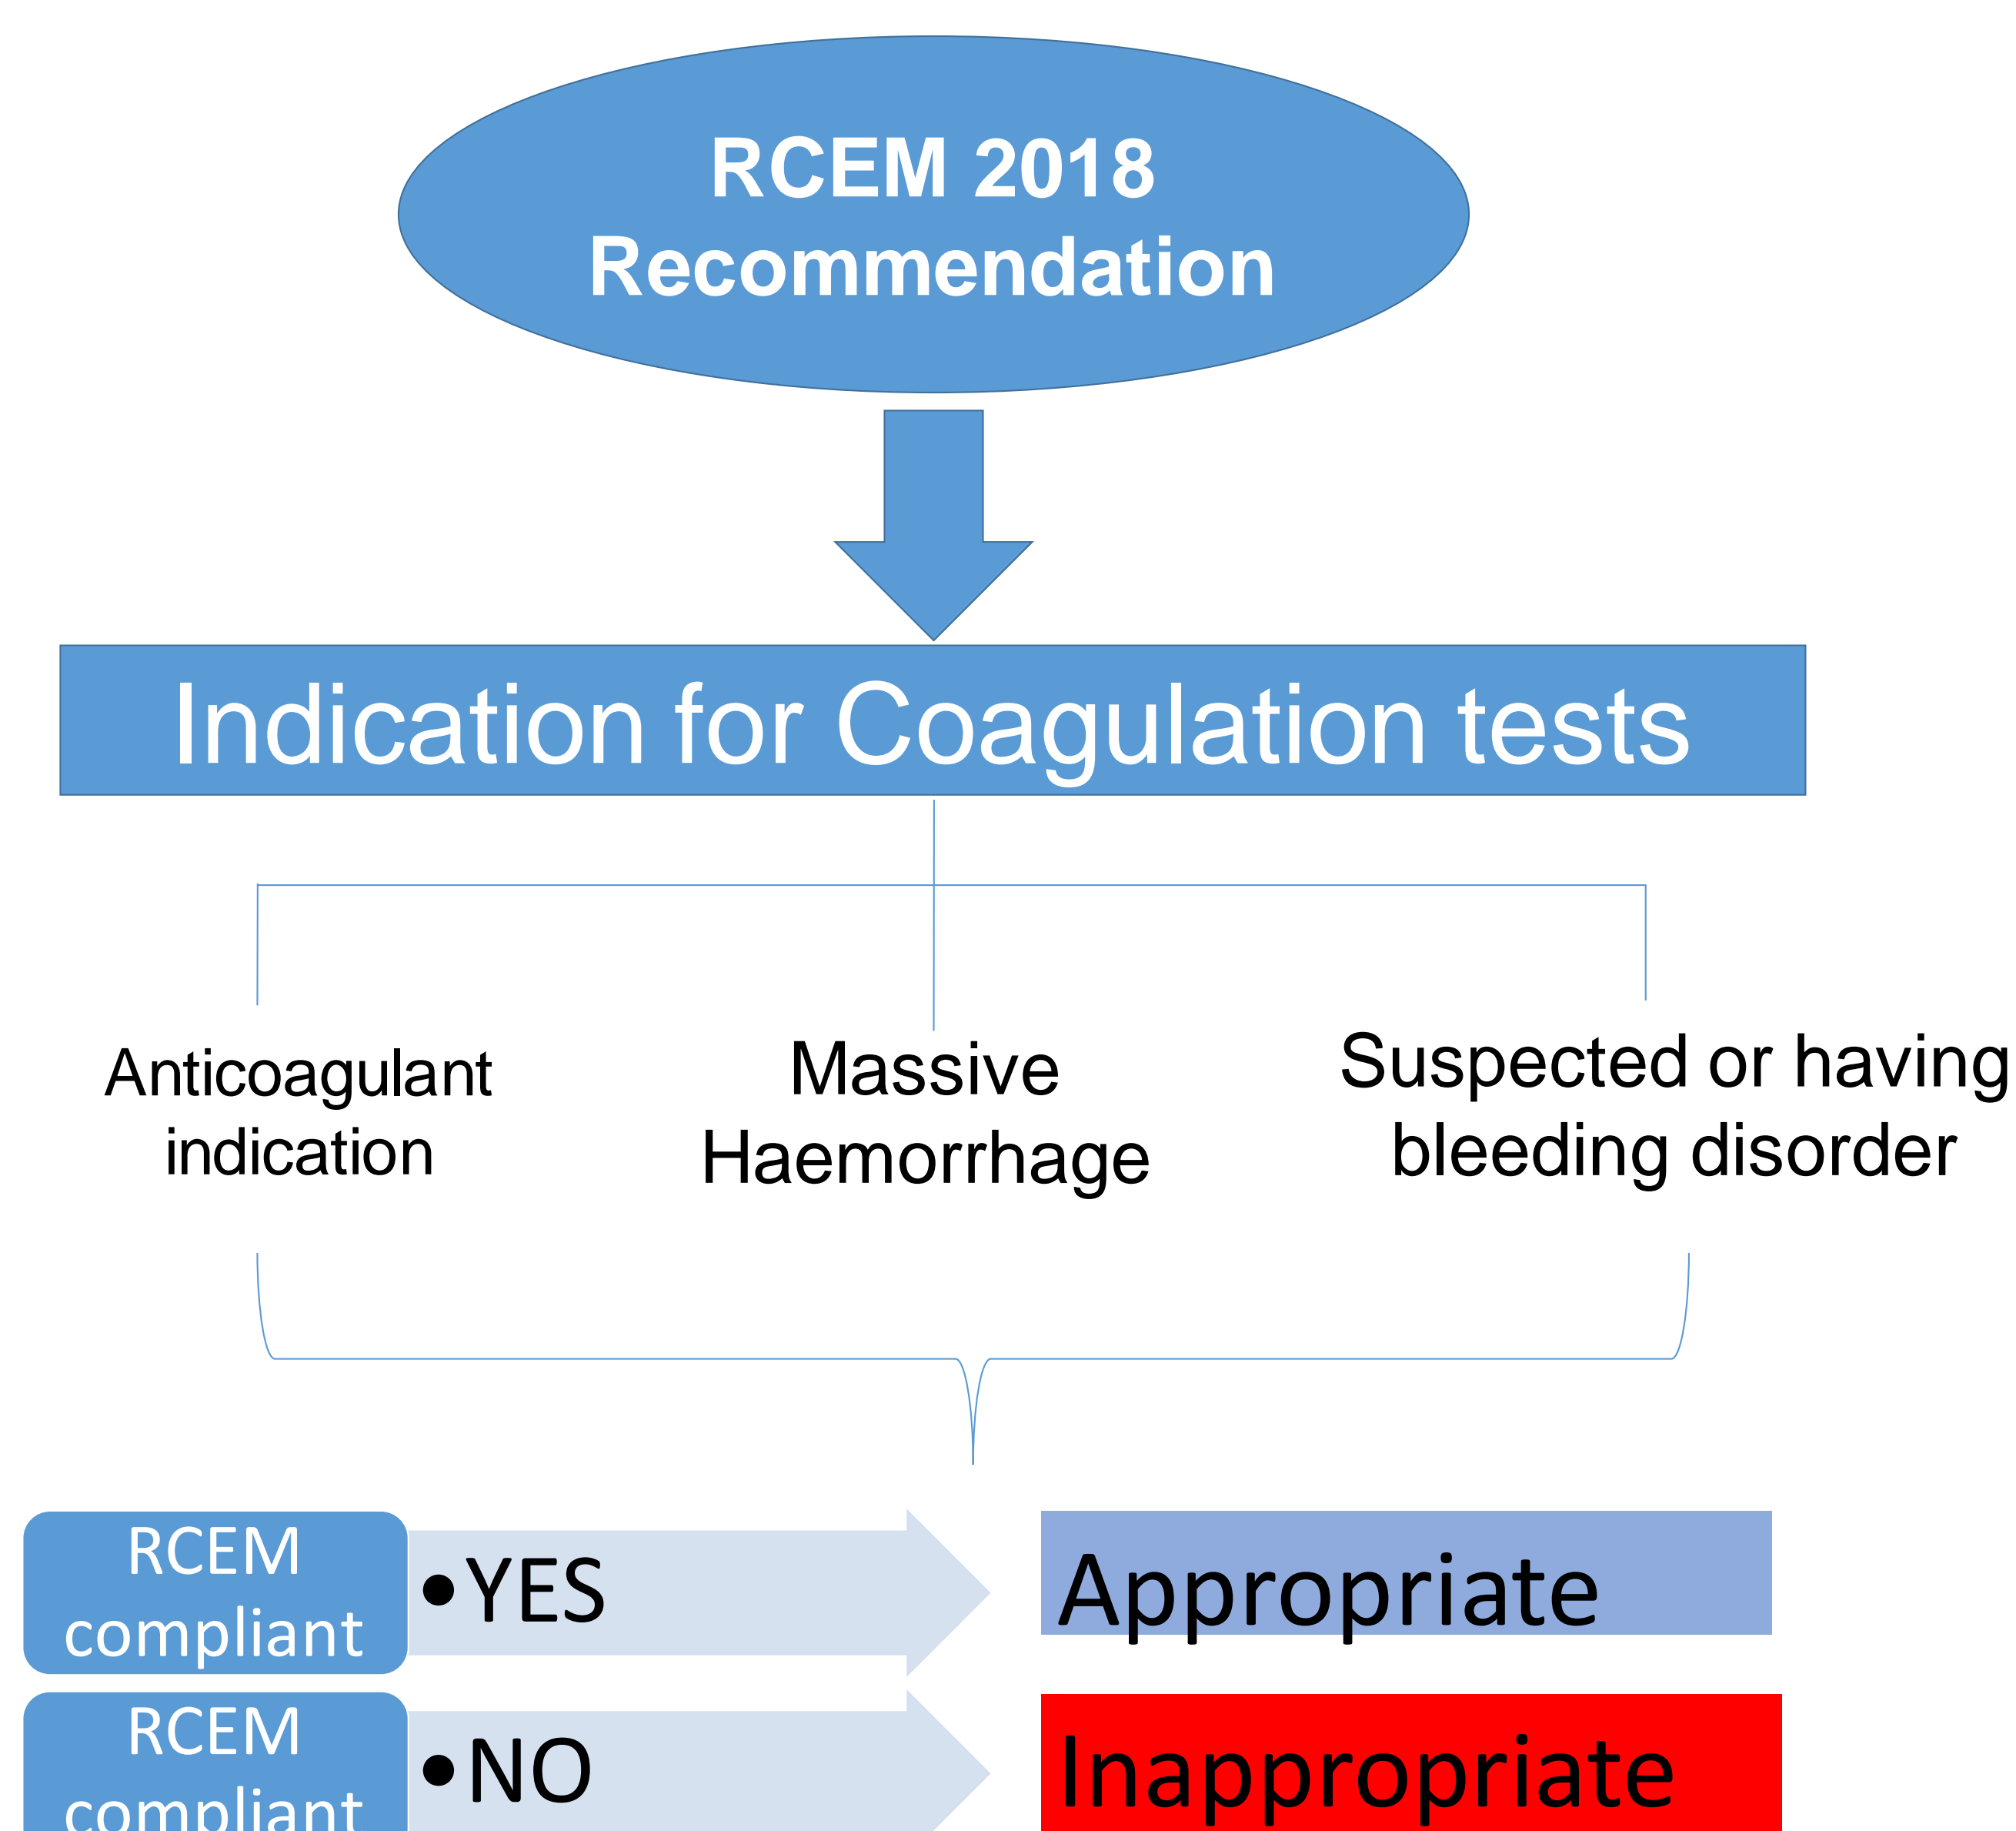 RCEM 2018
Recommendation
Indication for Coagulation tests
Anticoagulant
indication
Massive
Haemorrhage
Suspected or having
bleeding disorder
RCEM
compliant
•YES
Appropriate
RCEM
compliant
•NO
Inappropriate